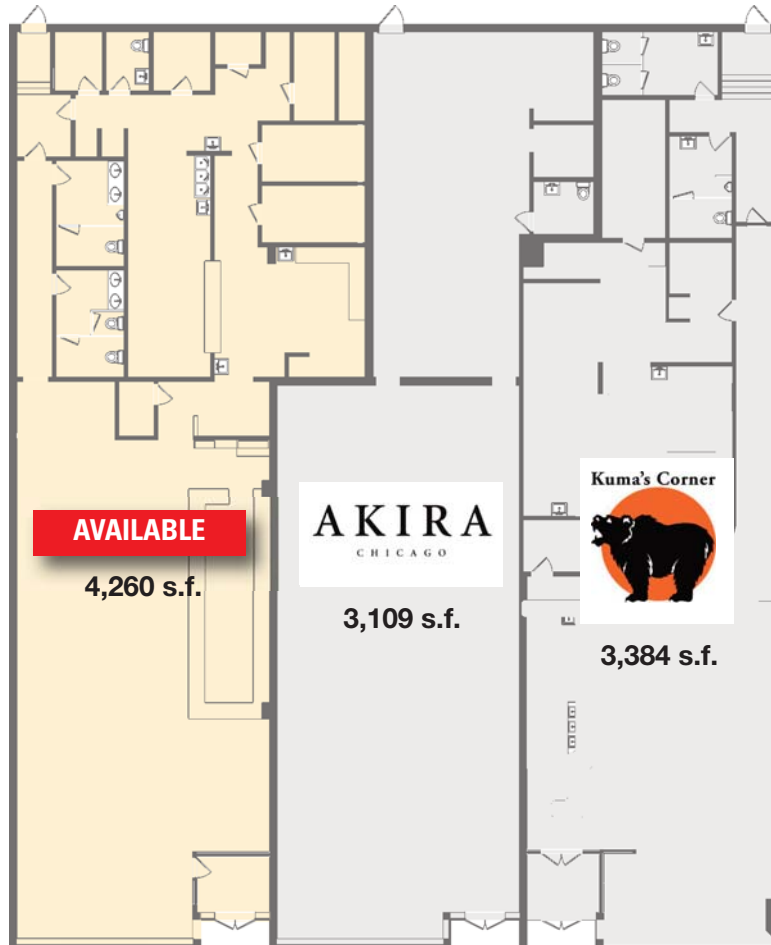 AVAILABLE
4,260 s.f.
AKIRA
CHICAGO
3,109 s.f.
Kuma's Corner
3,384 s.f.